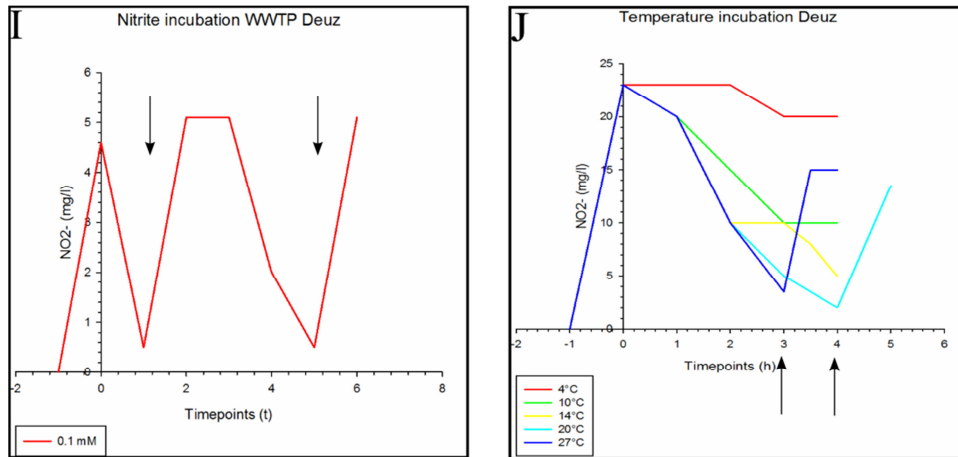 I
Nitrite incubation WWTP Deuz
6
5
4
3
2
1
0
NO2- (mg/l)
-2
0
2
4
6
8
Timepoints (t)
0.1 mM
J
Temperature incubation Deuz
25
20
15
10
5
0
NO2- (mg/l)
-2
-1
0
1
2
3
4
5
6
Timepoints (h)
4°C
10°C
14°C
20°C
27°C